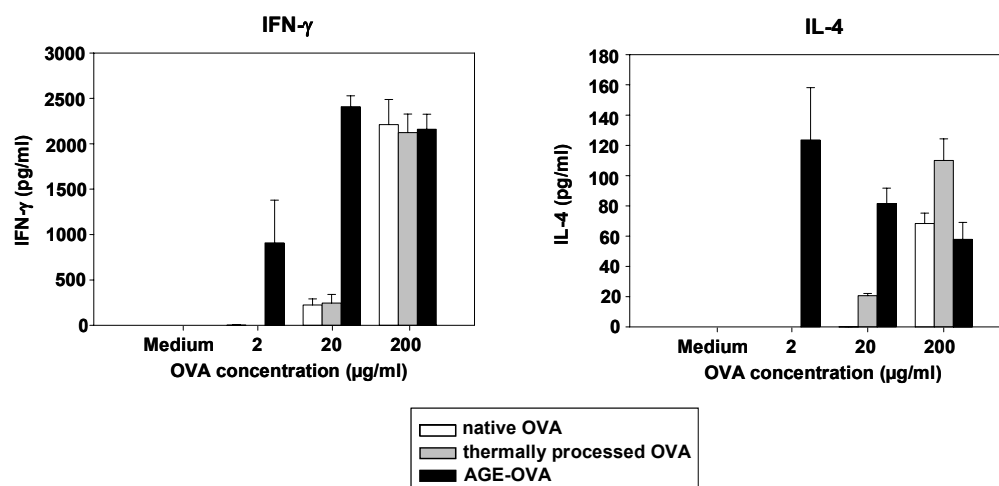 IFN-γ
3000
2500
2000
1500
1000
500
0
IFN-γ (pg/ml)
Medium 2 20 200
OVA concentration (µg/ml)
IL-4
180
160
140
120
100
80
60
40
20
0
IL-4 (pg/ml)
Medium 2 20 200
OVA concentration (µg/ml)
native OVA
thermally processed OVA
AGE-OVA